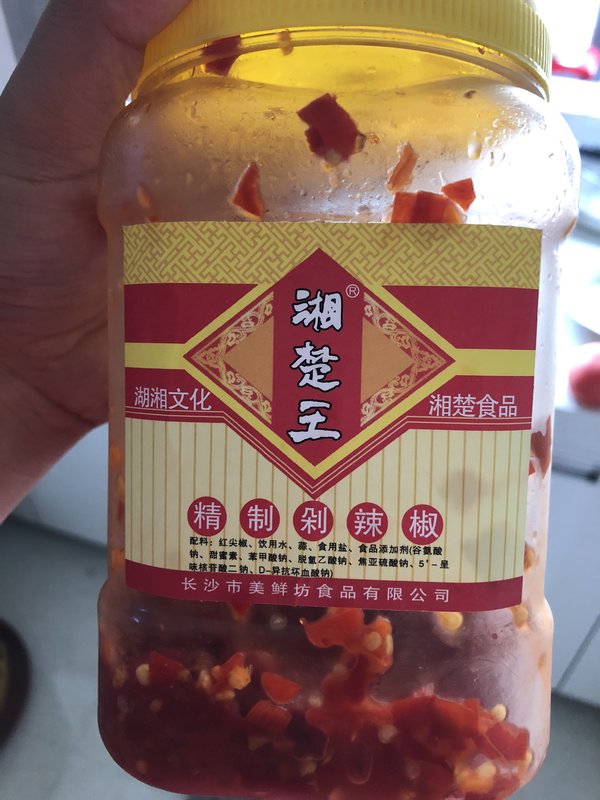 湘楚王®
湖湘文化
湘楚食品
精制剁辣椒
配料：红尖椒、饮用水、蒜、食用盐、食品添加剂(谷氨酸
钠、甜蜜素、苯甲酸钠、脱氢乙酸钠、焦亚硫酸钠、5'-呈
味核苷酸二钠、D-异抗坏血酸钠)
长沙市美鲜坊食品有限公司